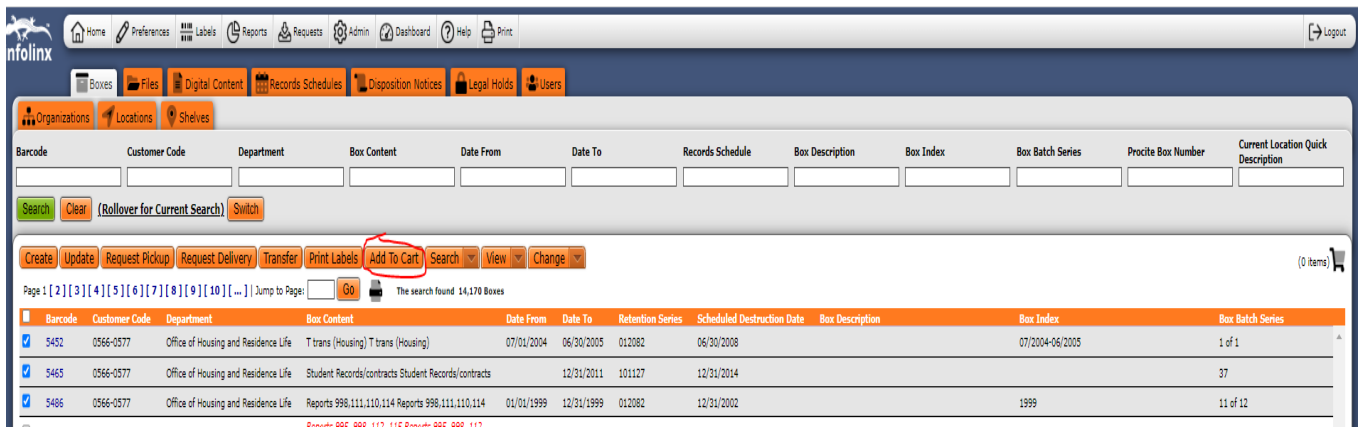 Home Preferences Labels Reports Requests Admin Dashboard Help Print Logout
nfolinx
Boxes Files Digital Content Records Schedules Disposition Notices Legal Holds Users
Organizations Locations Shelves
Barcode Customer Code Department Box Content Date From Date To Records Schedule Box Description Box Index Box Batch Series Procite Box Number Current Location Quick Description
Search Clear (Rollover for Current Search) Switch
Create Update Request Pickup Request Delivery Transfer Print Labels Add To Cart Search View Change (0 items)
Page 1 [ 2 ] [ 3 ] [ 4 ] [ 5 ] [ 6 ] [ 7 ] [ 8 ] [ 9 ] [ 10 ] [ ... ] | Jump to Page: Go The search found 14,170 Boxes
Barcode Customer Code Department Box Content Date From Date To Retention Series Scheduled Destruction Date Box Description Box Index Box Batch Series
5452 0566-0577 Office of Housing and Residence Life T trans (Housing) T trans (Housing) 07/01/2004 06/30/2005 012082 06/30/2008 07/2004-06/2005 1 of 1
5465 0566-0577 Office of Housing and Residence Life Student Records/contracts Student Records/contracts 12/31/2011 101127 12/31/2014 37
5486 0566-0577 Office of Housing and Residence Life Reports 998,111,110,114 Reports 998,111,110,114 01/01/1999 12/31/1999 012082 12/31/2002 1999 11 of 12